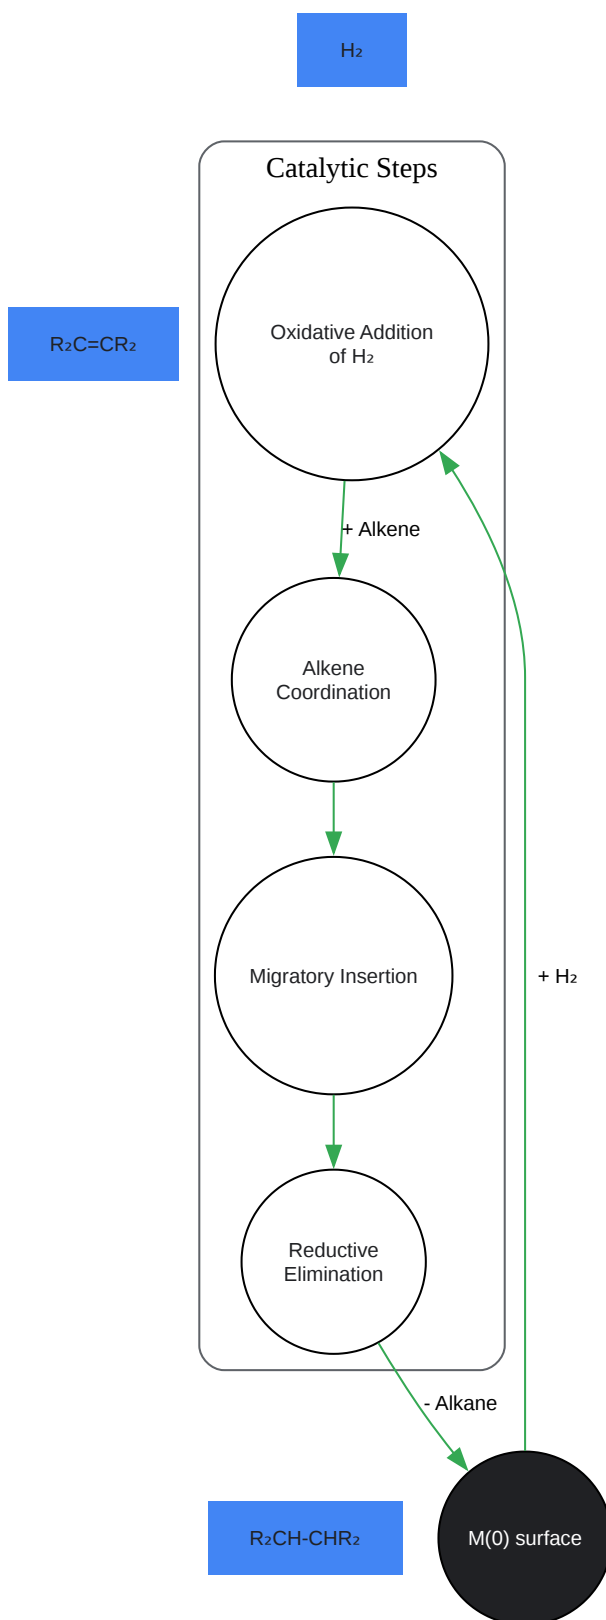 H₂
Catalytic Steps
Oxidative Addition
of H₂
R₂C=CR₂
+ Alkene
Alkene
Coordination
Migratory Insertion
+ H₂
Reductive
Elimination
- Alkane
R₂CH-CHR₂
M(0) surface